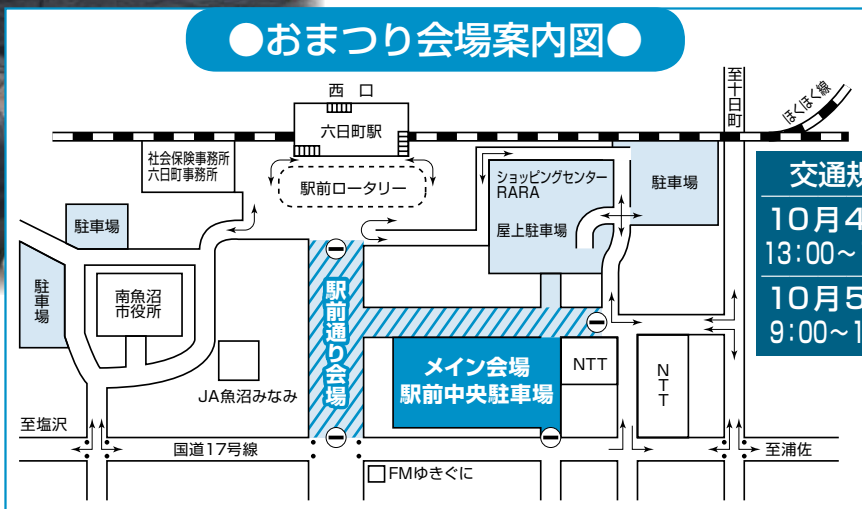 ●おまつり会場案内図●
西 口
六日町駅
至十日町
ほくほく線
社会保険事務所
六日町事務所
駅前ロータリー
ショッピングセンター
RARA
屋上駐車場
駐車場
交通規
10月4
13:00〜
10月5
9:00〜1
駐車場
駐車場
南魚沼
市役所
駅前通り会場
JA魚沼みなみ
メイン会場
駅前中央駐車場
NTT
NTT
至塩沢
国道17号線
至浦佐
FMゆきぐに